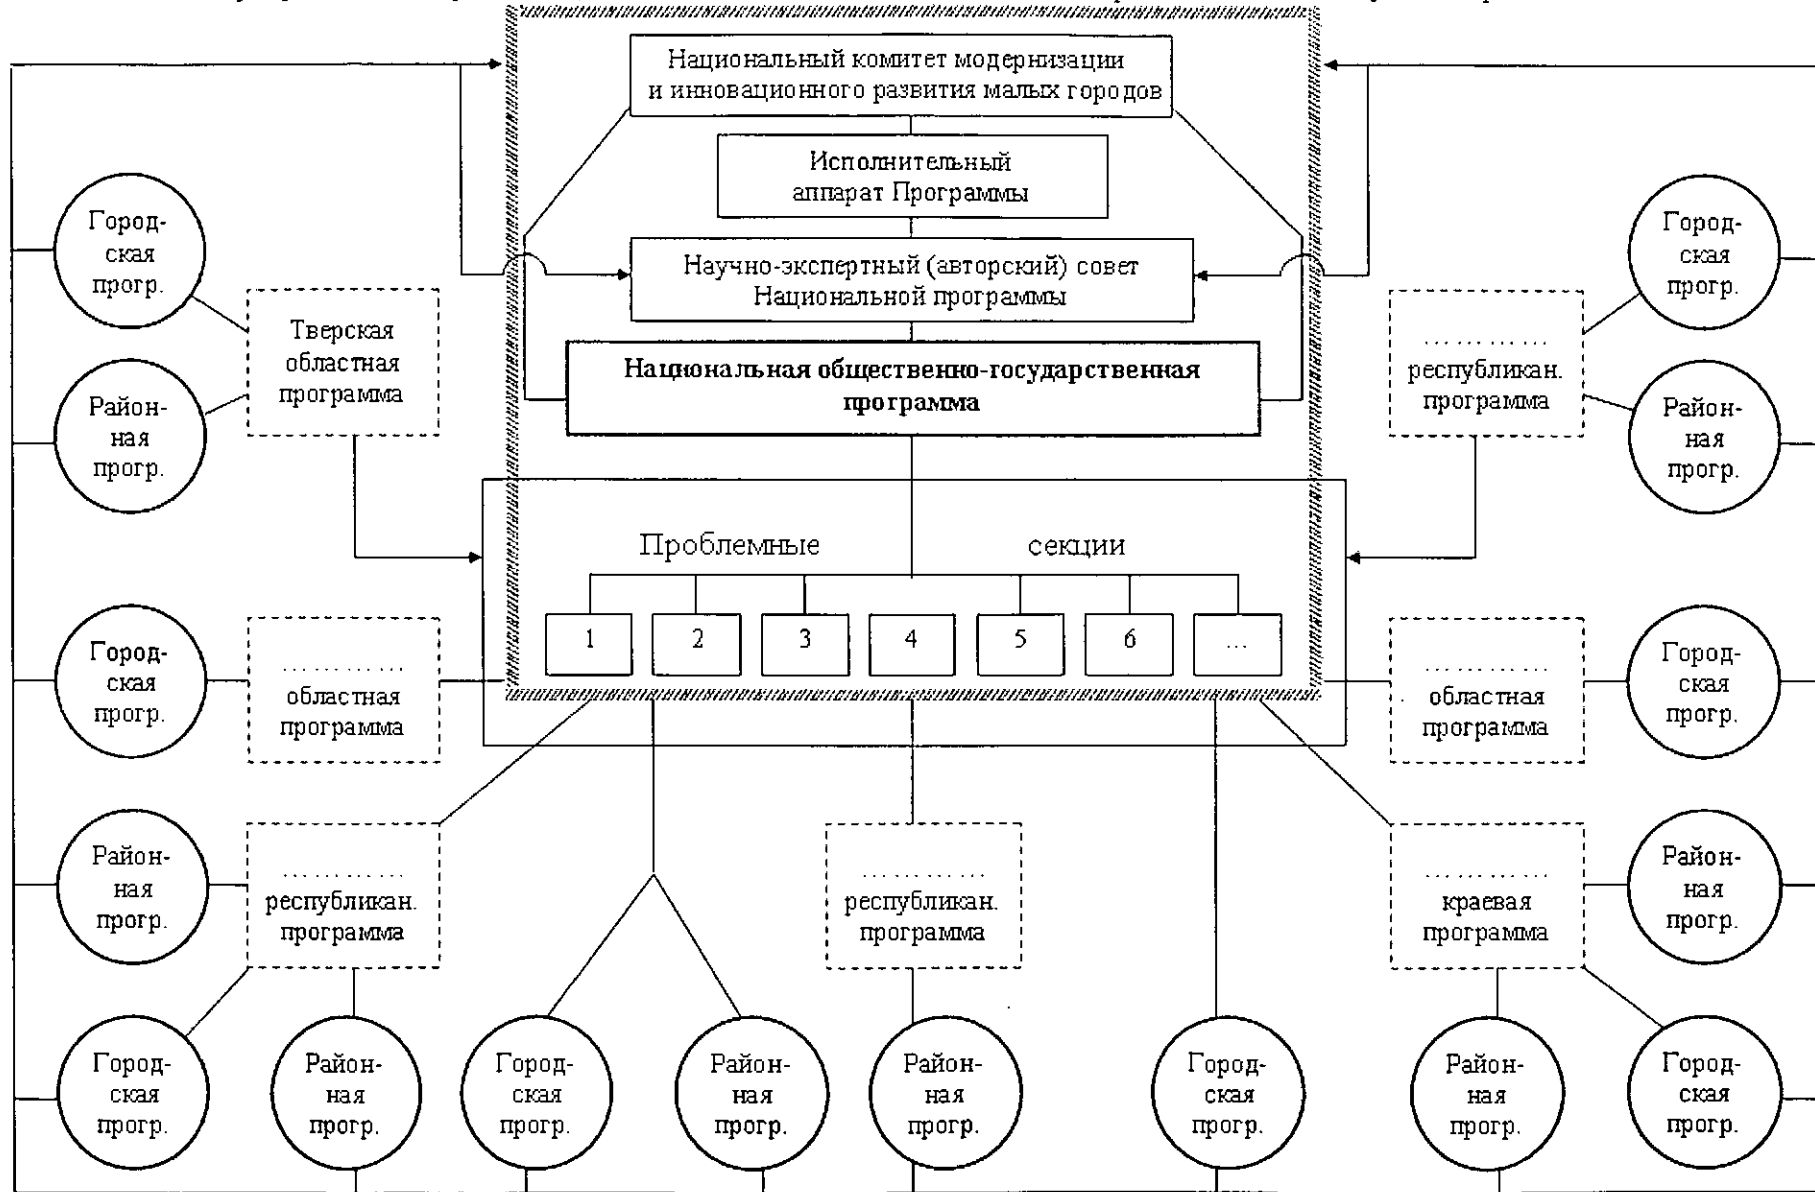 Национальный комитет модернизации
и инновационного развития малых городов
Исполнительный
аппарат Программы
Научно-экспертный (авторский) совет
Национальной программы
Национальная общественно-государственная
программа
Проблемные секции
1 2 3 4 5 6 ...
Город-
ская
прогр.
Район-
ная
прогр.
Тверская
областная
программа
Город-
ская
прогр.
............
областная
программа
Район-
ная
прогр.
............
республикан.
программа
Город-
ская
прогр.
Район-
ная
прогр.
Город-
ская
прогр.
Район-
ная
прогр.
............
республикан.
программа
Район-
ная
прогр.
Город-
ская
прогр.
............
республикан.
программа
Город-
ская
прогр.
Район-
ная
прогр.
............
областная
программа
Город-
ская
прогр.
............
краевая
программа
Район-
ная
прогр.
Район-
ная
прогр.
Город-
ская
прогр.